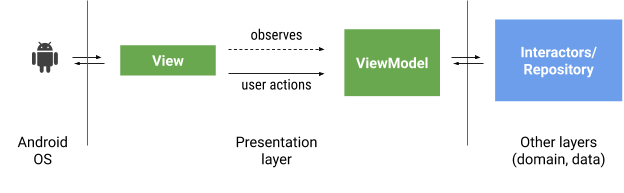 observes
View
user actions
ViewModel
Interactors/
Repository
Android
OS
Presentation
layer
Other layers
(domain, data)